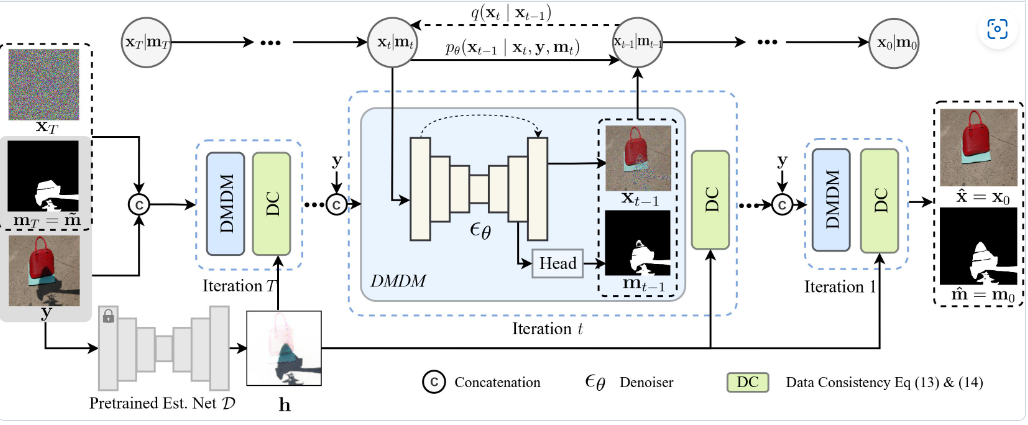 q(x_t | x_{t−1})
x_T|m_T
•••
x_t|m_t
p_θ(x_{t−1} | x_t, y, m_t)
x_{t−1}|m_{t−1}
•••
x_0|m_0
x_T
m_T = m̃
y
C
DMDM
DC
Iteration T
•••
y
C
ϵ_θ
Head
DMDM
x_{t−1}
m_{t−1}
DC
Iteration t
•••
y
C
DMDM
DC
Iteration 1
x̂ = x_0
m̂ = m_0
Pretrained Est. Net 𝒟
h
C Concatenation
ϵ_θ Denoiser
DC Data Consistency Eq (13) & (14)